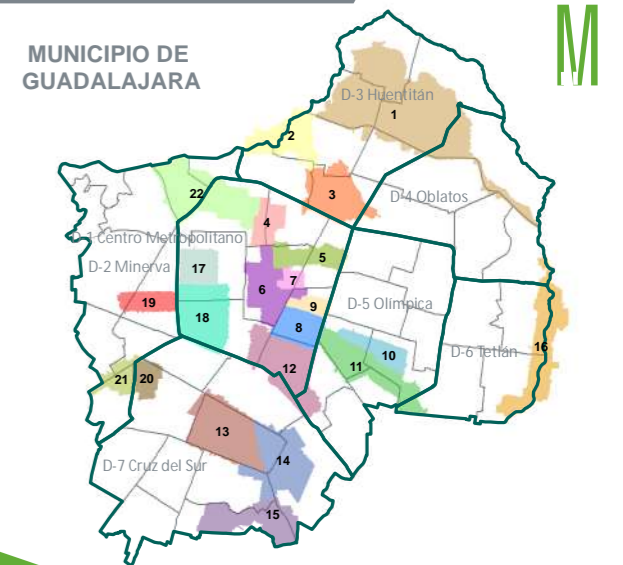 MUNICIPIO DE
GUADALAJARA
M
D-3 Huentitán
1
2
3
D-4 Oblatos
22
4
D-1 Centro Metropolitano
5
D-2 Minerva
17
7
6
D-5 Olímpica
19
9
18
8
D-6 Tetlán
16
10
11
12
21
20
13
14
D-7 Cruz del Sur
15